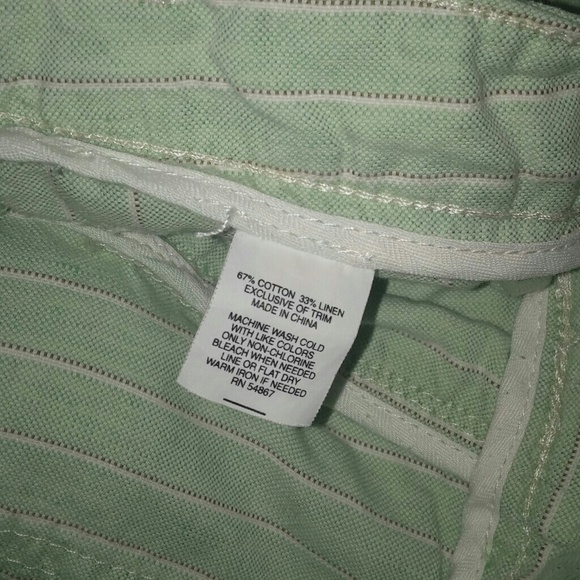 67% COTTON 33% LINEN
EXCLUSIVE OF TRIM
MADE IN CHINA
MACHINE WASH COLD
WITH LIKE COLORS
ONLY NON-CHLORINE
BLEACH WHEN NEEDED
LINE OR FLAT DRY
WARM IRON IF NEEDED
RN 54867